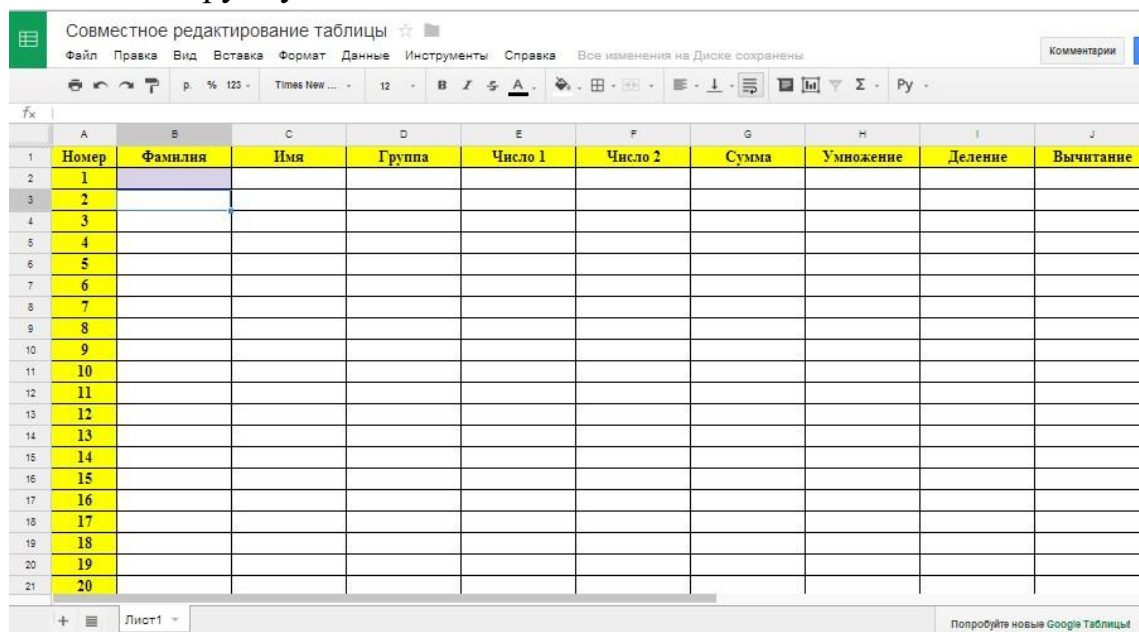 Совместное редактирование таблицы
Файл Правка Вид Вставка Формат Данные Инструменты Справка Все изменения на Диске сохранены
Комментарии
р. % 123 - Times New ... 12 B I S A Σ Ру
fx
A B C D E F G H I J
1 Номер Фамилия Имя Группа Число 1 Число 2 Сумма Умножение Деление Вычитание
2 1
3 2
4 3
5 4
6 5
7 6
8 7
9 8
10 9
11 10
12 11
13 12
14 13
15 14
16 15
17 16
18 17
19 18
20 19
21 20
+ Лист1
Попробуйте новые Google Таблицы!